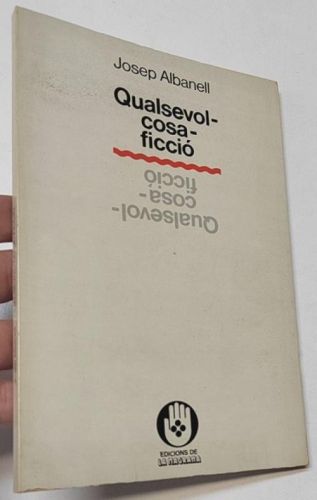 Josep Albanell
Qualsevol-
cosa-
ficció
Qualsevol-
cosa-
ficció
EDICIONS DE
LA MAGRANA